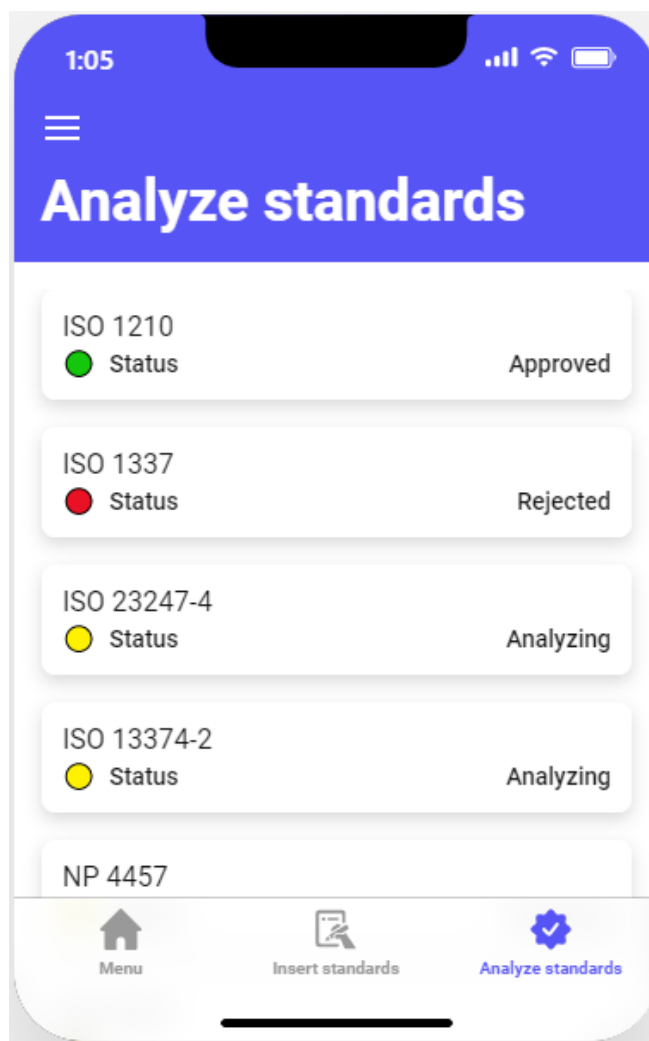 1:05
Analyze standards
ISO 1210
Status Approved
ISO 1337
Status Rejected
ISO 23247-4
Status Analyzing
ISO 13374-2
Status Analyzing
NP 4457
Menu Insert standards Analyze standards